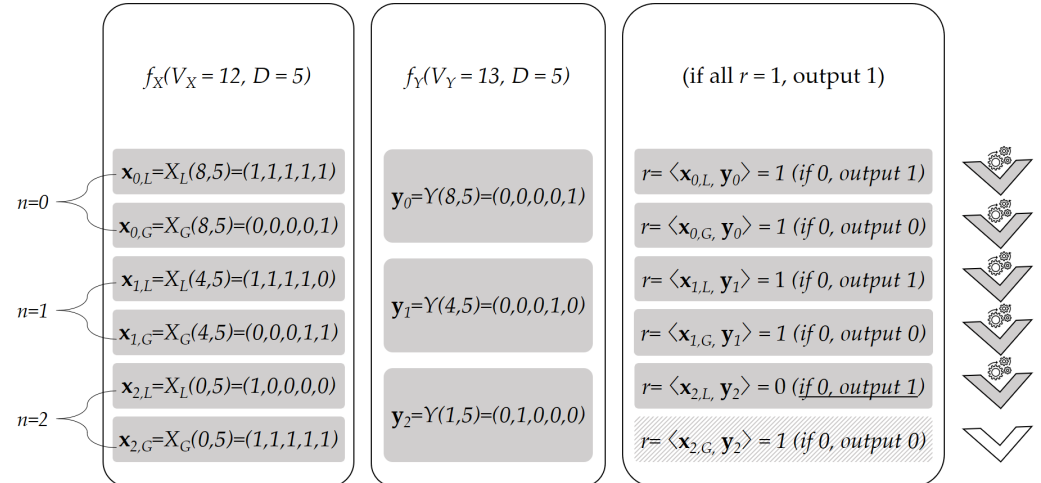 f_X(V_X = 12, D = 5)
f_Y(V_Y = 13, D = 5)
(if all r = 1, output 1)
n=0
x_{0,L}=X_L(8,5)=(1,1,1,1,1)
x_{0,G}=X_G(8,5)=(0,0,0,0,1)
y_0=Y(8,5)=(0,0,0,0,1)
r= ⟨x_{0,L}, y_0⟩ = 1 (if 0, output 1)
r= ⟨x_{0,G}, y_0⟩ = 1 (if 0, output 0)
n=1
x_{1,L}=X_L(4,5)=(1,1,1,1,0)
x_{1,G}=X_G(4,5)=(0,0,0,1,1)
y_1=Y(4,5)=(0,0,0,1,0)
r= ⟨x_{1,L}, y_1⟩ = 1 (if 0, output 1)
r= ⟨x_{1,G}, y_1⟩ = 1 (if 0, output 0)
n=2
x_{2,L}=X_L(0,5)=(1,0,0,0,0)
x_{2,G}=X_G(0,5)=(1,1,1,1,1)
y_2=Y(1,5)=(0,1,0,0,0)
r= ⟨x_{2,L}, y_2⟩ = 0 (if 0, output 1)
r= ⟨x_{2,G}, y_2⟩ = 1 (if 0, output 0)